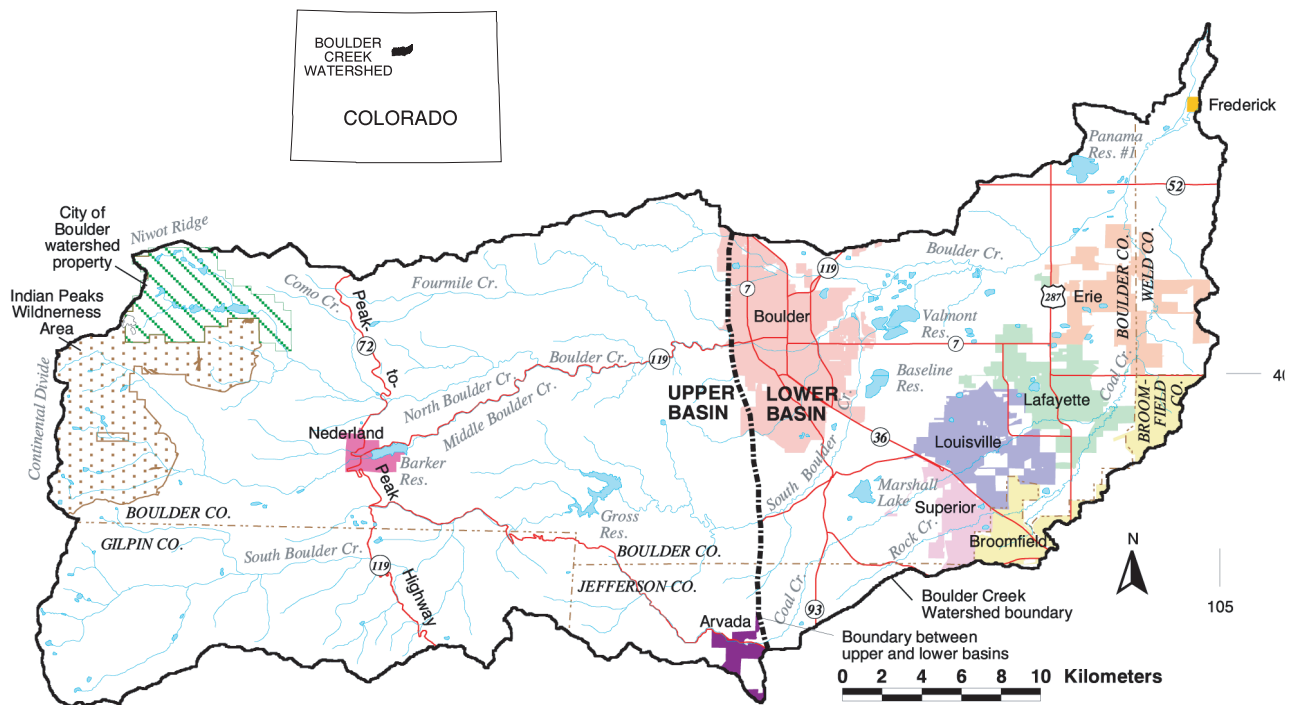 BOULDER
CREEK
WATERSHED
COLORADO
Frederick
Panama
Res. #1
52
City of
Boulder
watershed
property
Niwot Ridge
Indian Peaks
Wildnerness
Area
Continental Divide
Como Cr.
Fourmile Cr.
Peak
72
to-
Boulder Cr.
119
North Boulder Cr.
Middle Boulder Cr.
Nederland
Barker
Res.
Peak
Gross
Res.
BOULDER CO.
GILPIN CO.
South Boulder Cr.
119
Highway
BOULDER CO.
JEFFERSON CO.
Arvada
UPPER
BASIN
LOWER
BASIN
7
119
Boulder
Boulder Cr.
Valmont
Res.
7
Baseline
Res.
287
Erie
BOULDER CO.
WELD CO.
Coal Cr.
BROOM-
FIELD
CO.
40
Lafayette
Louisville
36
South Boulder
Cr.
Marshall
Lake
Superior
Rock Cr.
Broomfield
Coal Cr.
93
Boulder Creek
Watershed boundary
Boundary between
upper and lower basins
N
105
0 2 4 6 8 10 Kilometers